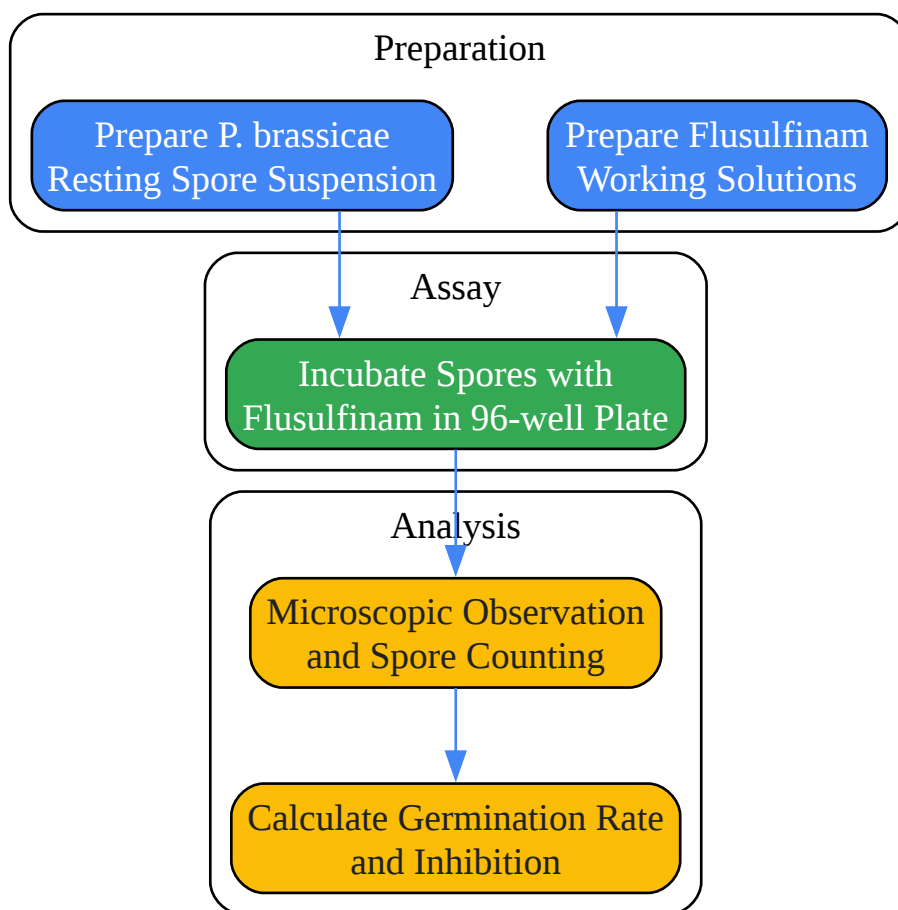 Preparation
Prepare P. brassicae
Resting Spore Suspension
Prepare Flusulfinam
Working Solutions
Assay
Incubate Spores with
Flusulfinam in 96-well Plate
Analysis
Microscopic Observation
and Spore Counting
Calculate Germination Rate
and Inhibition